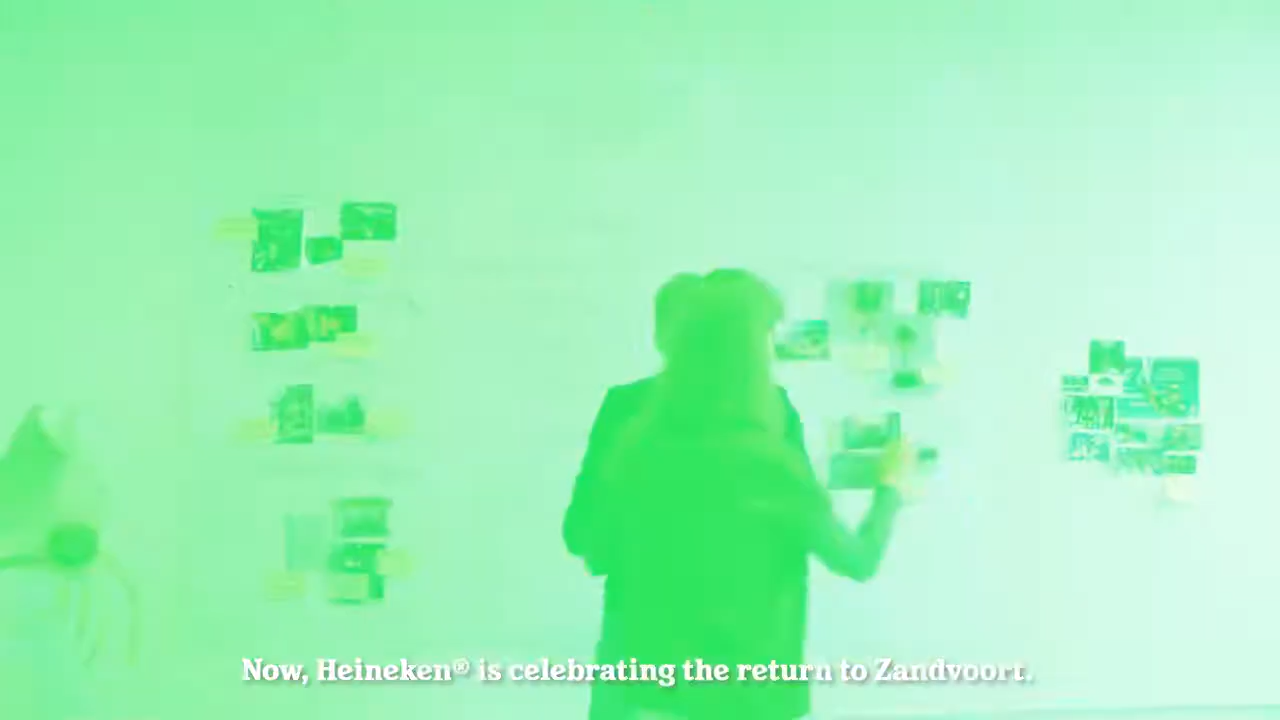 Now, Heineken® is celebrating the return to Zandvoort.